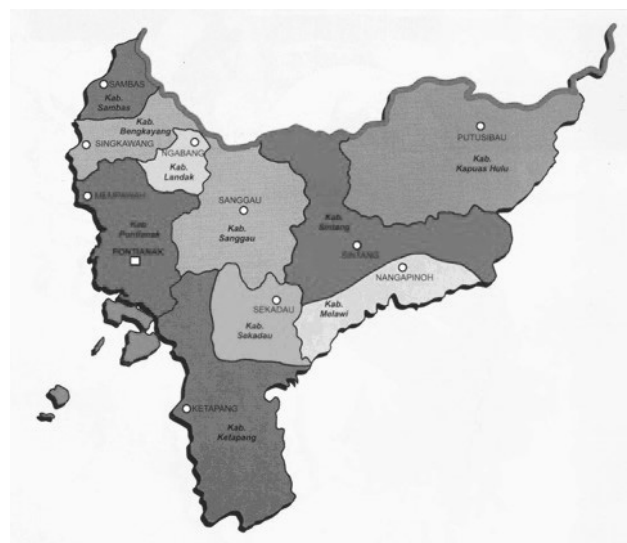 SAMBAS
Kab.
Sambas
Kab.
Bengkayang
SINGKAWANG
NGABANG
Kab.
Landak
PUTUSIBAU
Kab.
Kapuas Hulu
MEMPAWAH
SANGGAU
Kab.
Sanggau
Kab.
Sintang
Kab.
Pontianak
PONTIANAK
SINTANG
NANGAPINOH
Kab.
Melawi
SEKADAU
Kab.
Sekadau
KETAPANG
Kab.
Ketapang